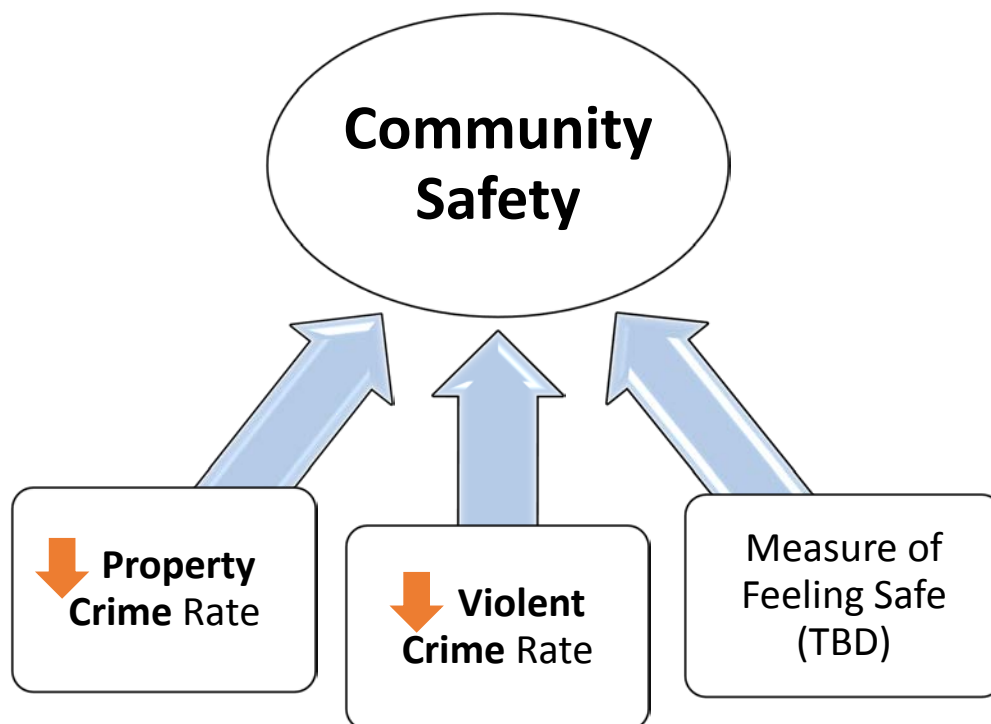 Community
Safety
Property
Crime Rate
Violent
Crime Rate
Measure of
Feeling Safe
(TBD)